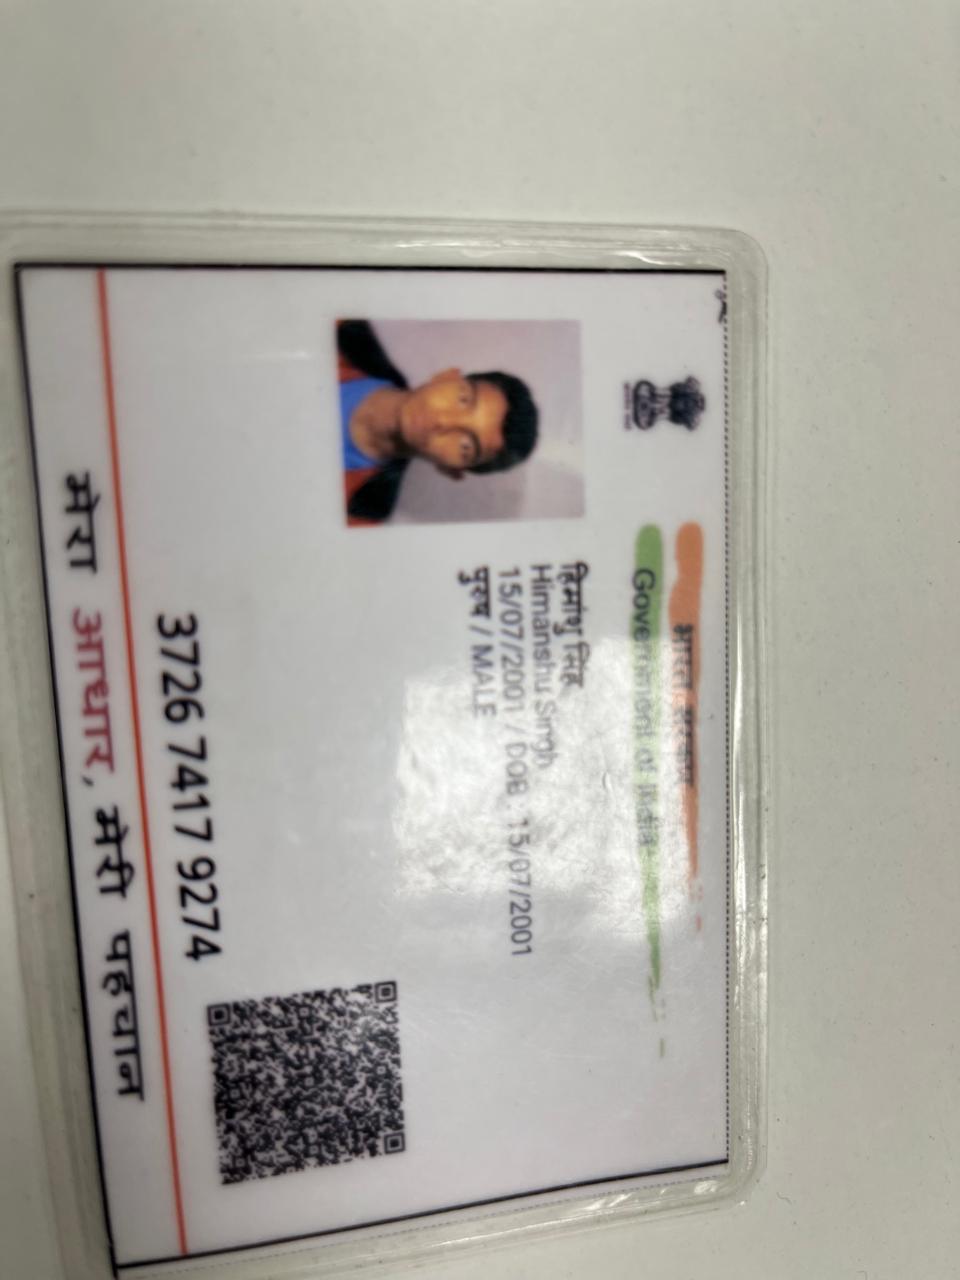 भारत सरकार
Government of India
हिमांशु सिंह
Himanshu Singh
15/07/2001 / DOB: 15/07/2001
पुरुष / MALE
3726 7417 9274
मेरा आधार, मेरी पहचान